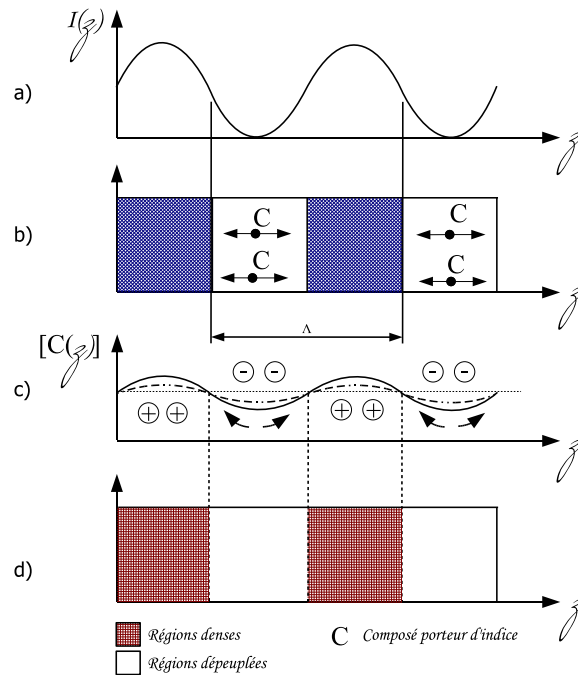 I(z)
a)
z
b)
C
C
C
C
z
Λ
[C(z)]
c)
- -
- -
+ +
+ +
z
d)
z
Régions denses
C Composé porteur d'indice
Régions dépeuplées